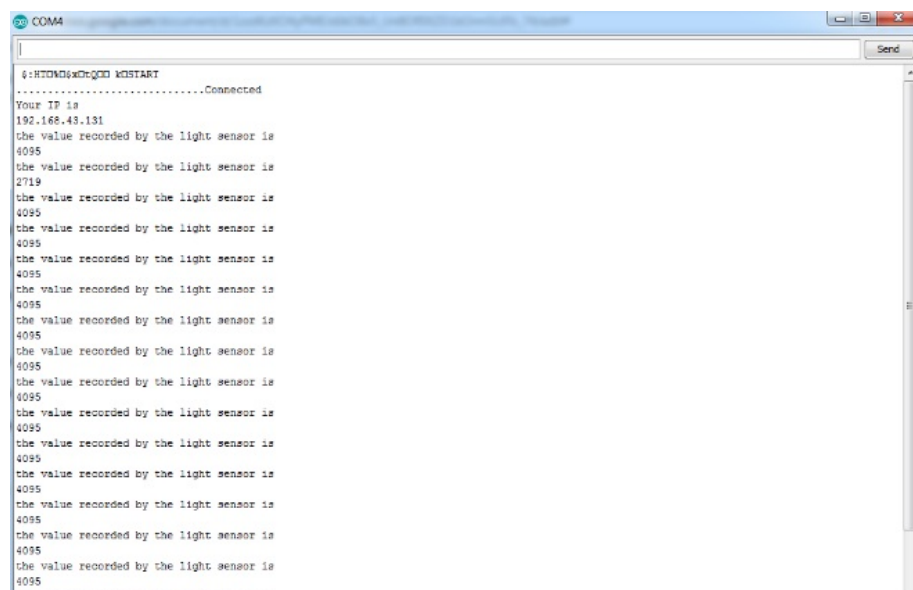 COM4
Send
START
..............................Connected
Your IP is
192.168.43.131
the value recorded by the light sensor is
4095
the value recorded by the light sensor is
2719
the value recorded by the light sensor is
4095
the value recorded by the light sensor is
4095
the value recorded by the light sensor is
4095
the value recorded by the light sensor is
4095
the value recorded by the light sensor is
4095
the value recorded by the light sensor is
4095
the value recorded by the light sensor is
4095
the value recorded by the light sensor is
4095
the value recorded by the light sensor is
4095
the value recorded by the light sensor is
4095
the value recorded by the light sensor is
4095
the value recorded by the light sensor is
4095
the value recorded by the light sensor is
4095